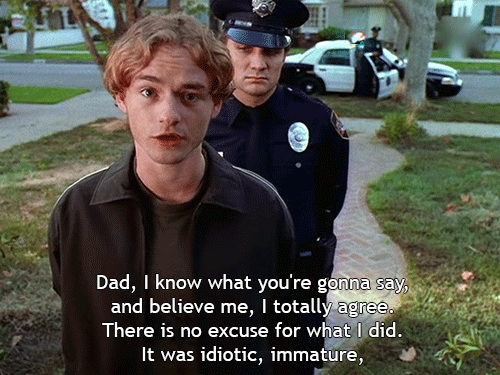 Dad, I know what you're gonna say,
and believe me, I totally agree.
There is no excuse for what I did.
It was idiotic, immature,